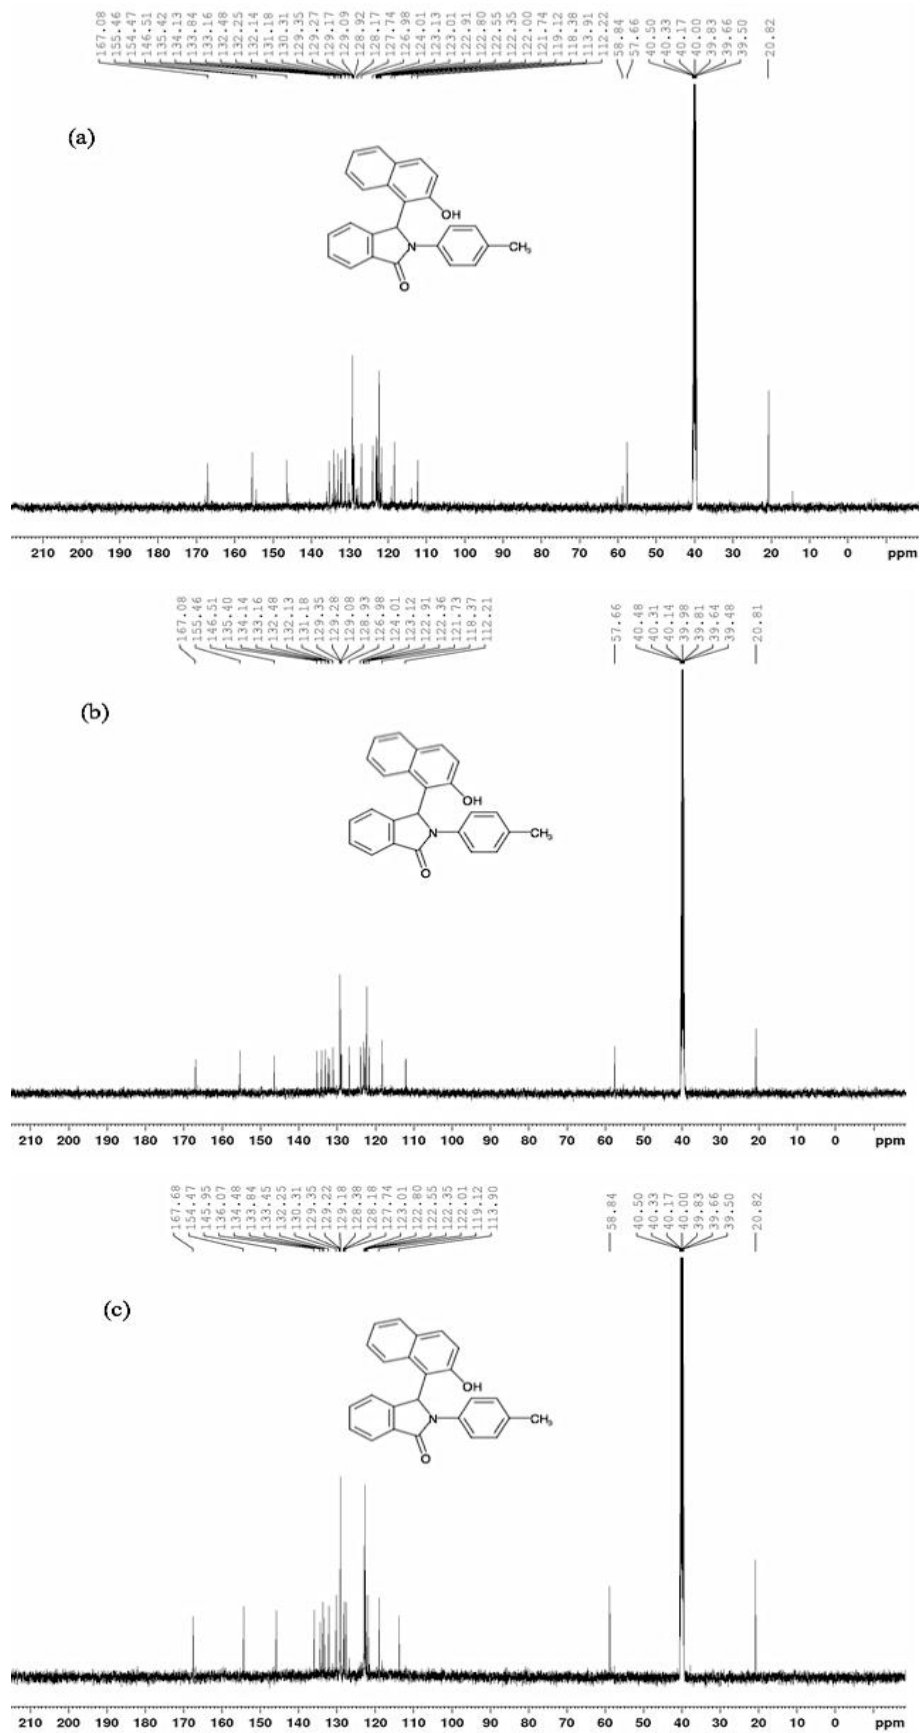 167.08 155.46 154.47 146.51 135.42 134.13 133.84 133.16 132.48 132.25 132.14 131.18 130.31 129.35 129.27 129.17 129.09 128.92 128.17 127.74 126.98 124.01 123.13 123.01 122.91 122.80 122.55 122.35 122.00 121.74 119.12 118.38 113.91 112.22 58.84 57.66 40.50 40.33 40.17 40.00 39.83 39.66 39.50 20.82
(a)
OH
N
CH3
O
210 200 190 180 170 160 150 140 130 120 110 100 90 80 70 60 50 40 30 20 10 0 ppm
167.08 155.46 146.51 135.40 134.14 133.16 132.48 132.13 131.18 129.35 129.28 129.08 128.93 126.98 124.01 123.12 122.91 122.36 121.73 118.37 112.21 57.66 40.48 40.31 40.14 39.98 39.81 39.64 39.48 20.81
(b)
OH
N
CH3
O
210 200 190 180 170 160 150 140 130 120 110 100 90 80 70 60 50 40 30 20 10 0 ppm
167.68 154.47 145.95 136.07 134.48 133.84 133.45 132.25 130.31 129.35 129.22 129.18 128.38 128.18 127.74 123.01 122.80 122.55 122.35 122.01 119.12 113.90 58.84 40.50 40.33 40.17 40.00 39.83 39.66 39.50 20.82
(c)
OH
N
CH3
O
210 200 190 180 170 160 150 140 130 120 110 100 90 80 70 60 50 40 30 20 10 0 ppm